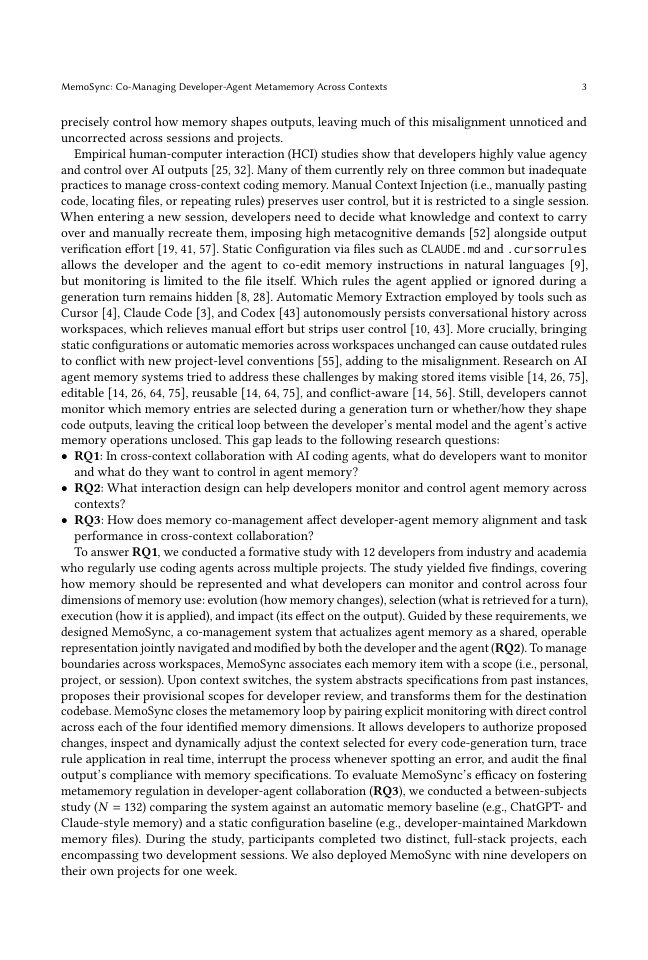 MemoSync: Co-Managing Developer-Agent Metamemory Across Contexts 3
precisely control how memory shapes outputs, leaving much of this misalignment unnoticed and
uncorrected across sessions and projects.
Empirical human-computer interaction (HCI) studies show that developers highly value agency
and control over AI outputs [25, 32]. Many of them currently rely on three common but inadequate
practices to manage cross-context coding memory. Manual Context Injection (i.e., manually pasting
code, locating files, or repeating rules) preserves user control, but it is restricted to a single session.
When entering a new session, developers need to decide what knowledge and context to carry
over and manually recreate them, imposing high metacognitive demands [52] alongside output
verification effort [19, 41, 57]. Static Configuration via files such as CLAUDE.md and .cursorrules
allows the developer and the agent to co-edit memory instructions in natural languages [9],
but monitoring is limited to the file itself. Which rules the agent applied or ignored during a
generation turn remains hidden [8, 28]. Automatic Memory Extraction employed by tools such as
Cursor [4], Claude Code [3], and Codex [43] autonomously persists conversational history across
workspaces, which relieves manual effort but strips user control [10, 43]. More crucially, bringing
static configurations or automatic memories across workspaces unchanged can cause outdated rules
to conflict with new project-level conventions [55], adding to the misalignment. Research on AI
agent memory systems tried to address these challenges by making stored items visible [14, 26, 75],
editable [14, 26, 64, 75], reusable [14, 64, 75], and conflict-aware [14, 56]. Still, developers cannot
monitor which memory entries are selected during a generation turn or whether/how they shape
code outputs, leaving the critical loop between the developer's mental model and the agent's active
memory operations unclosed. This gap leads to the following research questions:
• RQ1: In cross-context collaboration with AI coding agents, what do developers want to monitor
and what do they want to control in agent memory?
• RQ2: What interaction design can help developers monitor and control agent memory across
contexts?
• RQ3: How does memory co-management affect developer-agent memory alignment and task
performance in cross-context collaboration?
To answer RQ1, we conducted a formative study with 12 developers from industry and academia
who regularly use coding agents across multiple projects. The study yielded five findings, covering
how memory should be represented and what developers can monitor and control across four
dimensions of memory use: evolution (how memory changes), selection (what is retrieved for a turn),
execution (how it is applied), and impact (its effect on the output). Guided by these requirements, we
designed MemoSync, a co-management system that actualizes agent memory as a shared, operable
representation jointly navigated and modified by both the developer and the agent (RQ2). To manage
boundaries across workspaces, MemoSync associates each memory item with a scope (i.e., personal,
project, or session). Upon context switches, the system abstracts specifications from past instances,
proposes their provisional scopes for developer review, and transforms them for the destination
codebase. MemoSync closes the metamemory loop by pairing explicit monitoring with direct control
across each of the four identified memory dimensions. It allows developers to authorize proposed
changes, inspect and dynamically adjust the context selected for every code-generation turn, trace
rule application in real time, interrupt the process whenever spotting an error, and audit the final
output's compliance with memory specifications. To evaluate MemoSync's efficacy on fostering
metamemory regulation in developer-agent collaboration (RQ3), we conducted a between-subjects
study (N = 132) comparing the system against an automatic memory baseline (e.g., ChatGPT- and
Claude-style memory) and a static configuration baseline (e.g., developer-maintained Markdown
memory files). During the study, participants completed two distinct, full-stack projects, each
encompassing two development sessions. We also deployed MemoSync with nine developers on
their own projects for one week.